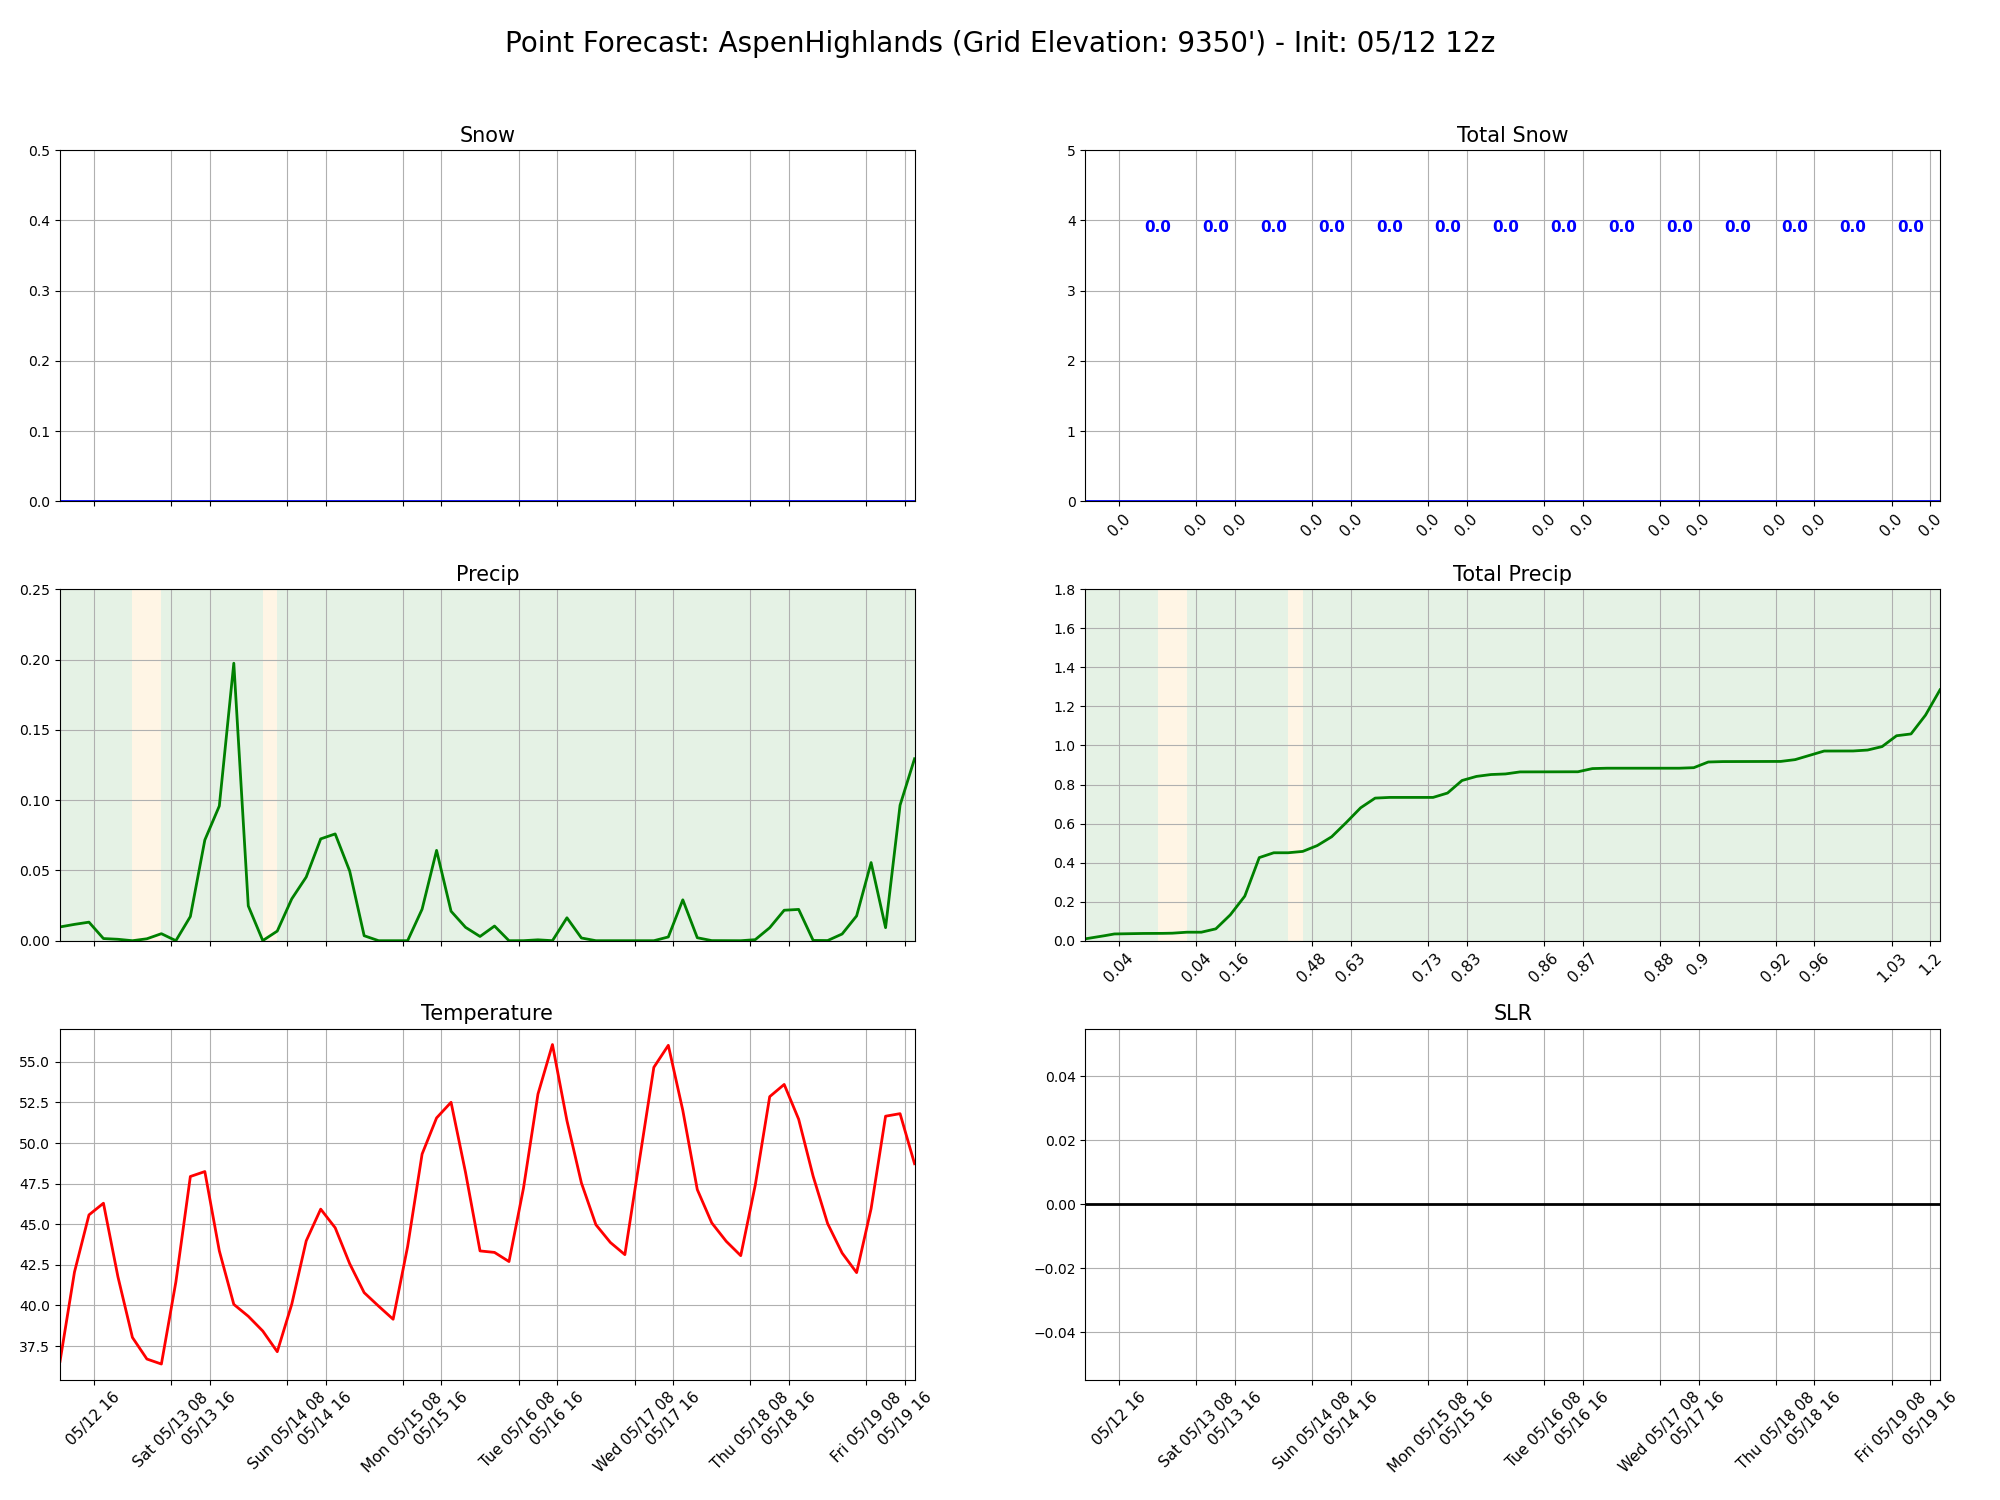 Point Forecast: AspenHighlands (Grid Elevation: 9350') - Init: 05/12 12z
Snow
0.5
0.4
0.3
0.2
0.1
0.0
Total Snow
5
4
3
2
1
0
0.0 0.0 0.0 0.0 0.0 0.0 0.0 0.0 0.0 0.0 0.0 0.0 0.0 0.0
0.0 0.0 0.0 0.0 0.0 0.0 0.0 0.0 0.0 0.0 0.0 0.0 0.0 0.0 0.0
Precip
0.25
0.20
0.15
0.10
0.05
0.00
Total Precip
1.8
1.6
1.4
1.2
1.0
0.8
0.6
0.4
0.2
0.0
0.04 0.04 0.16 0.48 0.63 0.73 0.83 0.86 0.87 0.88 0.9 0.92 0.96 1.03 1.2
Temperature
55.0
52.5
50.0
47.5
45.0
42.5
40.0
37.5
05/12 16
Sat 05/13 08
05/13 16
Sun 05/14 08
05/14 16
Mon 05/15 08
05/15 16
Tue 05/16 08
05/16 16
Wed 05/17 08
05/17 16
Thu 05/18 08
05/18 16
Fri 05/19 08
05/19 16
SLR
0.04
0.02
0.00
−0.02
−0.04
05/12 16
Sat 05/13 08
05/13 16
Sun 05/14 08
05/14 16
Mon 05/15 08
05/15 16
Tue 05/16 08
05/16 16
Wed 05/17 08
05/17 16
Thu 05/18 08
05/18 16
Fri 05/19 08
05/19 16